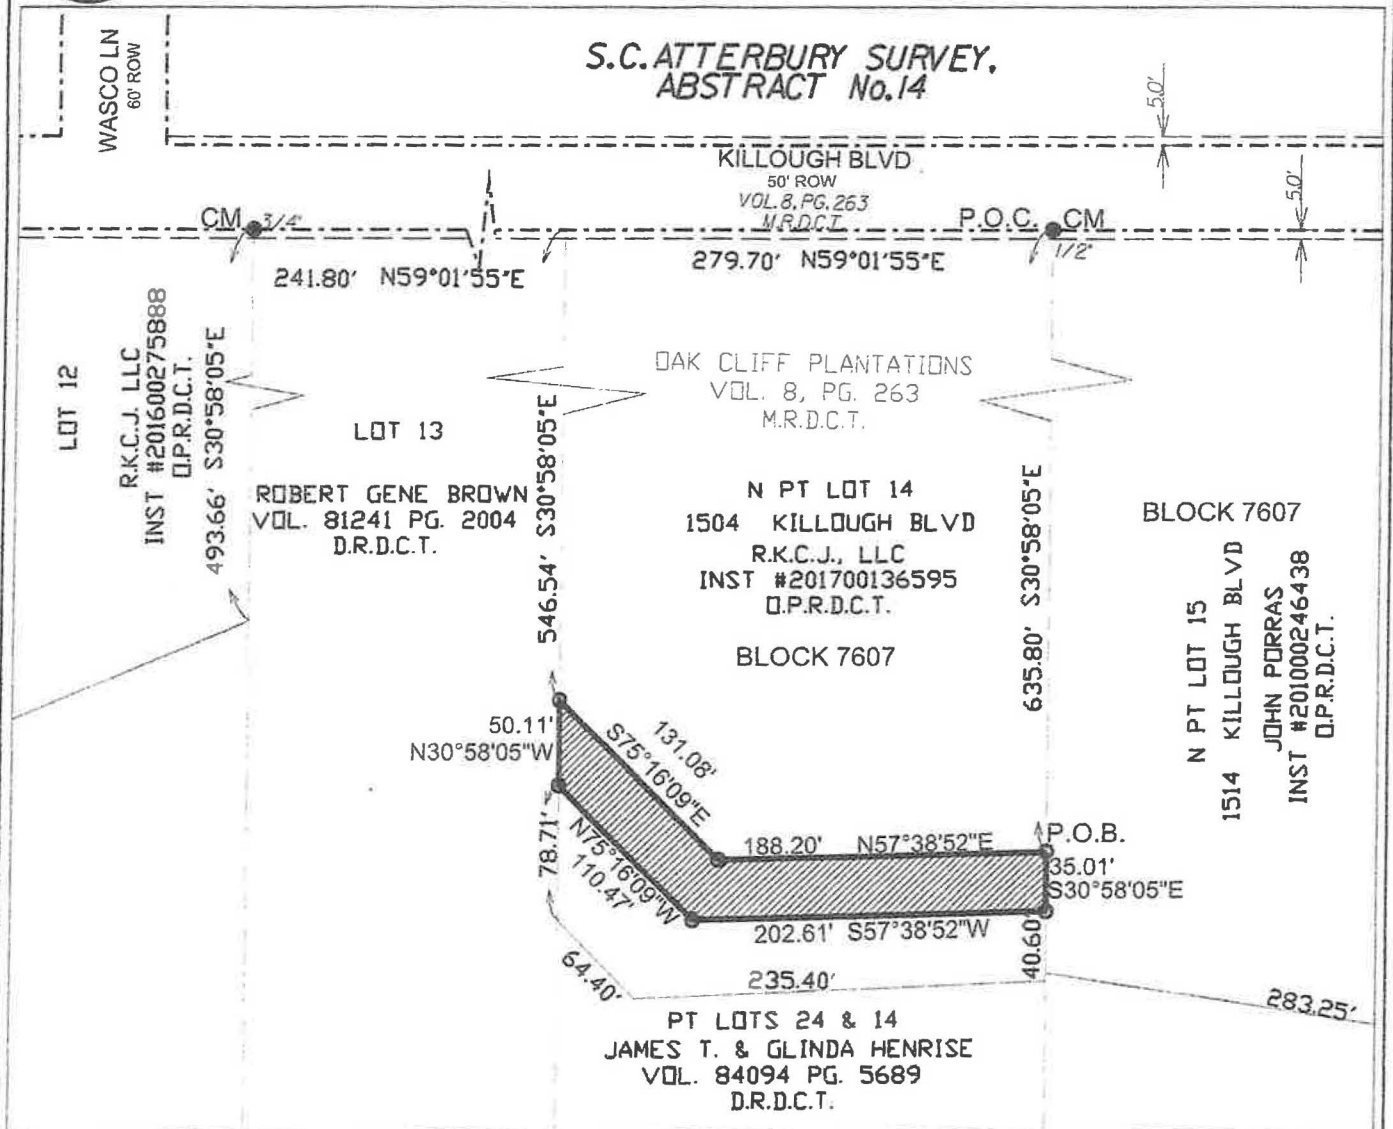 S.C. ATTERBURY SURVEY,
ABSTRACT No.14
WASCO LN
60' ROW
5.0'
KILLOUGH BLVD
50' ROW
VOL.8, PG.263
M.R.D.C.T.
5.0'
CM 3/4"
P.O.C. CM
1/2"
241.80' N59°01'55"E
279.70' N59°01'55"E
LOT 12
R.K.C.J. LLC
INST #201600275888
O.P.R.D.C.T.
493.66' S30°58'05"E
OAK CLIFF PLANTATIONS
VOL. 8, PG. 263
M.R.D.C.T.
LOT 13
ROBERT GENE BROWN
VOL. 81241 PG. 2004
D.R.D.C.T.
546.54' S30°58'05"E
N PT LOT 14
1504 KILLOUGH BLVD
R.K.C.J., LLC
INST #201700136595
O.P.R.D.C.T.
BLOCK 7607
635.80' S30°58'05"E
BLOCK 7607
N PT LOT 15
1514 KILLOUGH BLVD
JOHN PORRAS
INST #201000246438
O.P.R.D.C.T.
50.11'
N30°58'05"W
131.08'
S75°16'09"E
78.71'
N75°16'09"W
110.47'
188.20' N57°38'52"E
P.O.B.
35.01'
S30°58'05"E
202.61' S57°38'52"W
40.60'
64.40'
235.40'
283.25'
PT LOTS 24 & 14
JAMES T. & GLINDA HENRISE
VOL. 84094 PG. 5689
D.R.D.C.T.